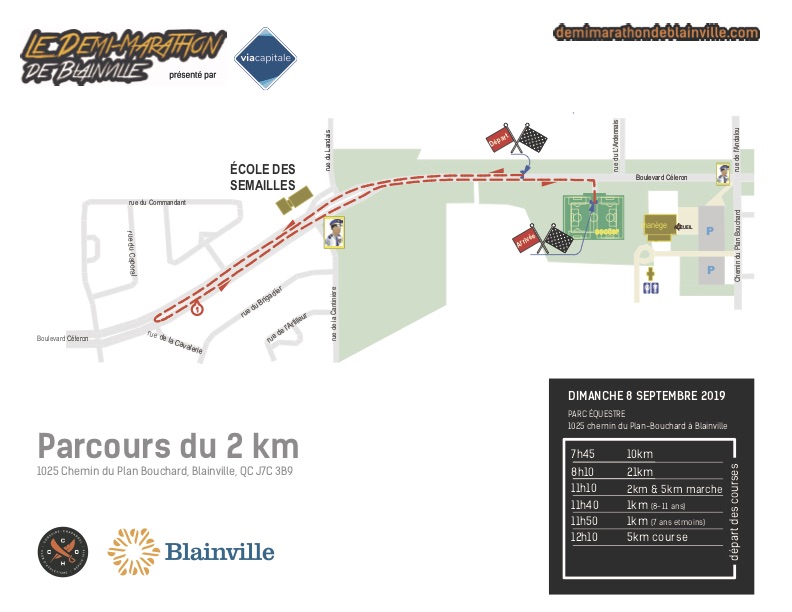 LE DEMI-MARATHON
DE BLAINVILLE
présenté par
viacapitale
demimarathondeblainville.com
Départ
rue du Landais
rue du L'Ardennais
rue de l'Andalou
Boulevard Céleron
ÉCOLE DES
SEMAILLES
rue du Commandant
rue du Caporal
soccer
Arrivée
manège
ACCUEIL
P
P
Chemin du Plan Bouchard
1
rue du Brigadier
rue de l'Artilleur
rue de la Cantinière
rue de la Cavalerie
Boulevard Céleron
Parcours du 2 km
1025 Chemin du Plan Bouchard, Blainville, QC J7C 3B9
DIMANCHE 8 SEPTEMBRE 2019
PARC ÉQUESTRE
1025 chemin du Plan-Bouchard à Blainville
7h45 10km
8h10 21km
11h10 2km & 5km marche
11h40 1km (8-11 ans)
11h50 1km (7 ans etmoins)
12h10 5km course
départ des courses
C C O H
Blainville